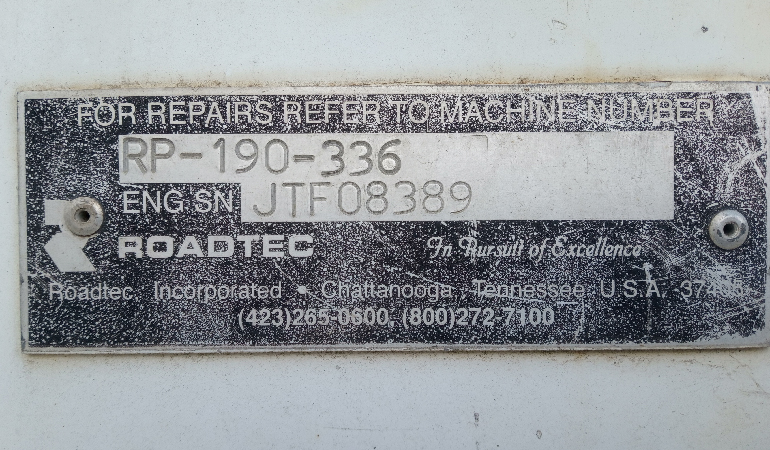 FOR REPAIRS REFER TO MACHINE NUMBER
RP-190-336
ENG SN JTF08389
ROADTEC In Pursuit of Excellence
Roadtec, Incorporated • Chattanooga, Tennessee, U.S.A.
(423)265-0600, (800)272-7100